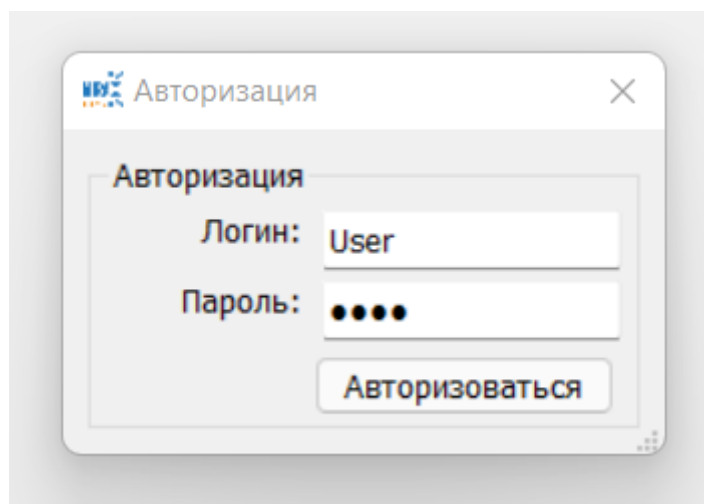 Авторизация
Авторизация
Логин: User
Пароль: ●●●●
Авторизоваться